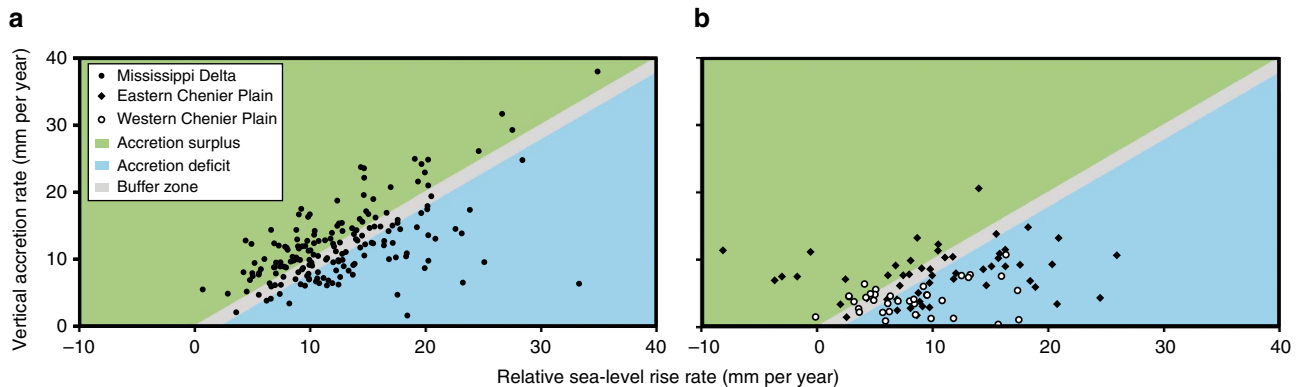 a
b
Vertical accretion rate (mm per year)
40
30
20
10
0
Mississippi Delta
Eastern Chenier Plain
Western Chenier Plain
Accretion surplus
Accretion deficit
Buffer zone
−10 0 10 20 30 40
−10 0 10 20 30 40
Relative sea-level rise rate (mm per year)